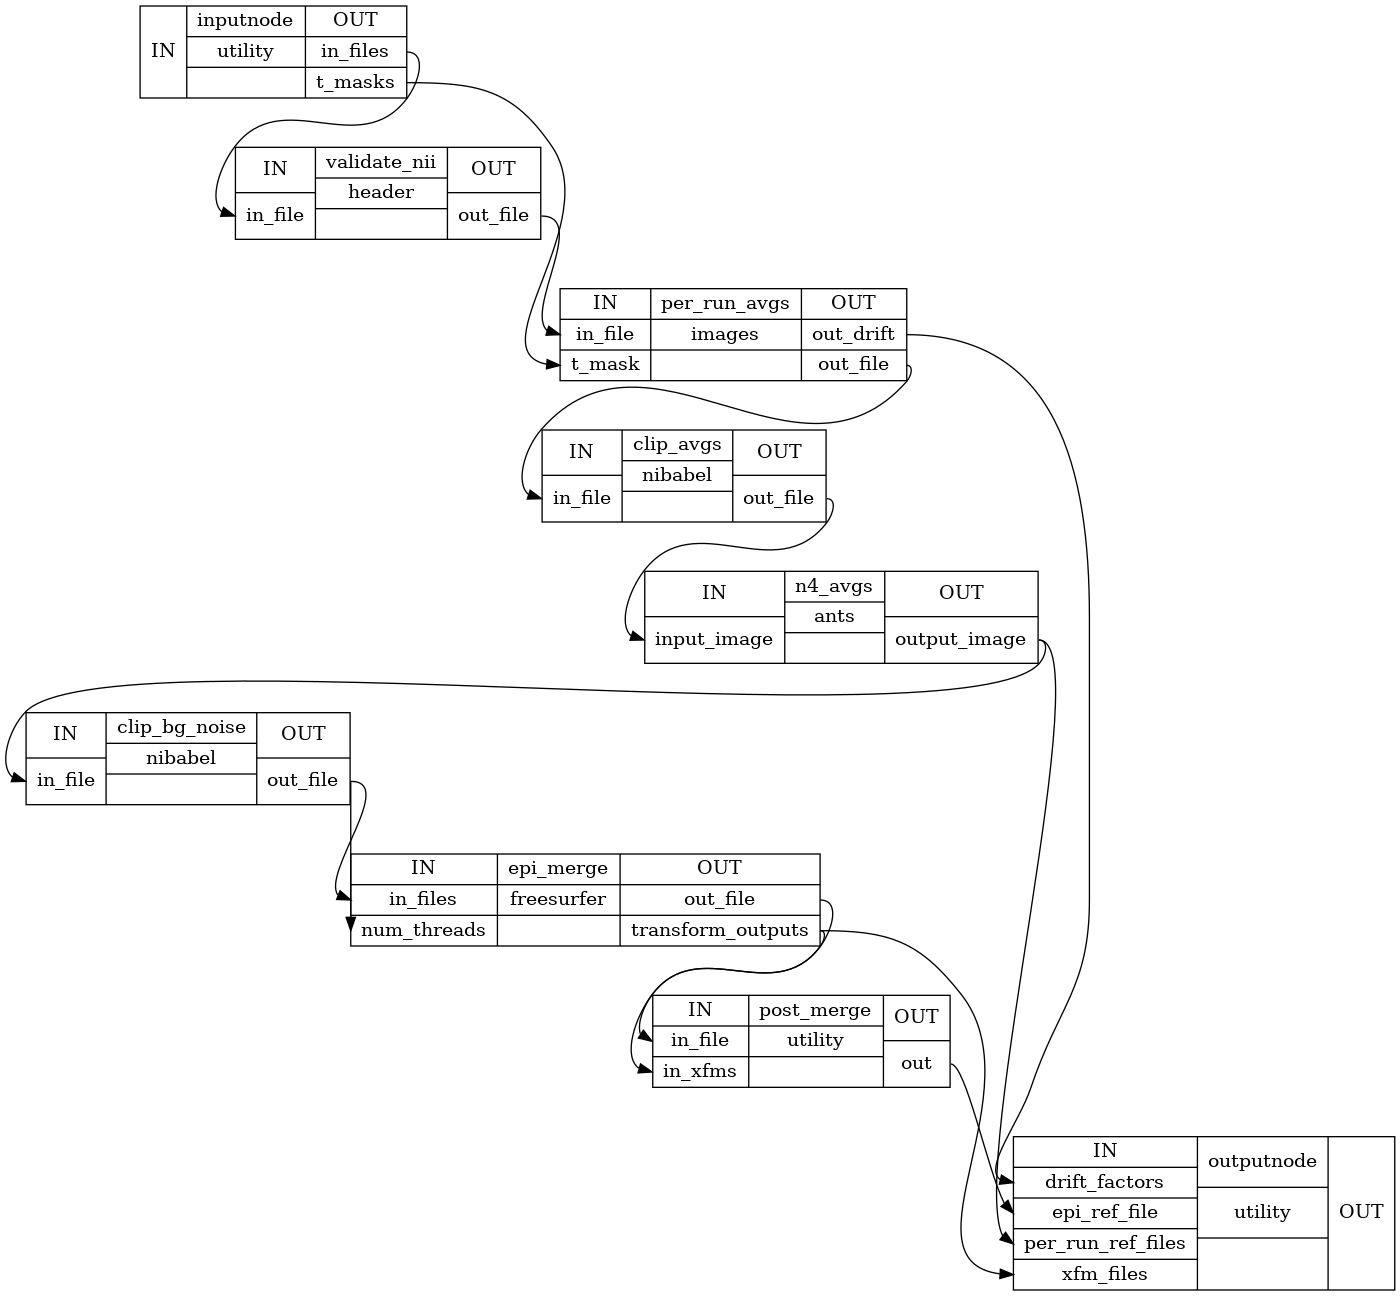 IN
inputnode
OUT
utility
in_files
t_masks
IN
validate_nii
OUT
header
in_file
out_file
IN
per_run_avgs
OUT
in_file
images
out_drift
t_mask
out_file
IN
clip_avgs
OUT
nibabel
in_file
out_file
IN
n4_avgs
OUT
ants
input_image
output_image
IN
clip_bg_noise
OUT
nibabel
in_file
out_file
IN
epi_merge
OUT
in_files
freesurfer
out_file
num_threads
transform_outputs
IN
post_merge
OUT
in_file
utility
out
in_xfms
IN
outputnode
OUT
drift_factors
epi_ref_file
utility
per_run_ref_files
xfm_files